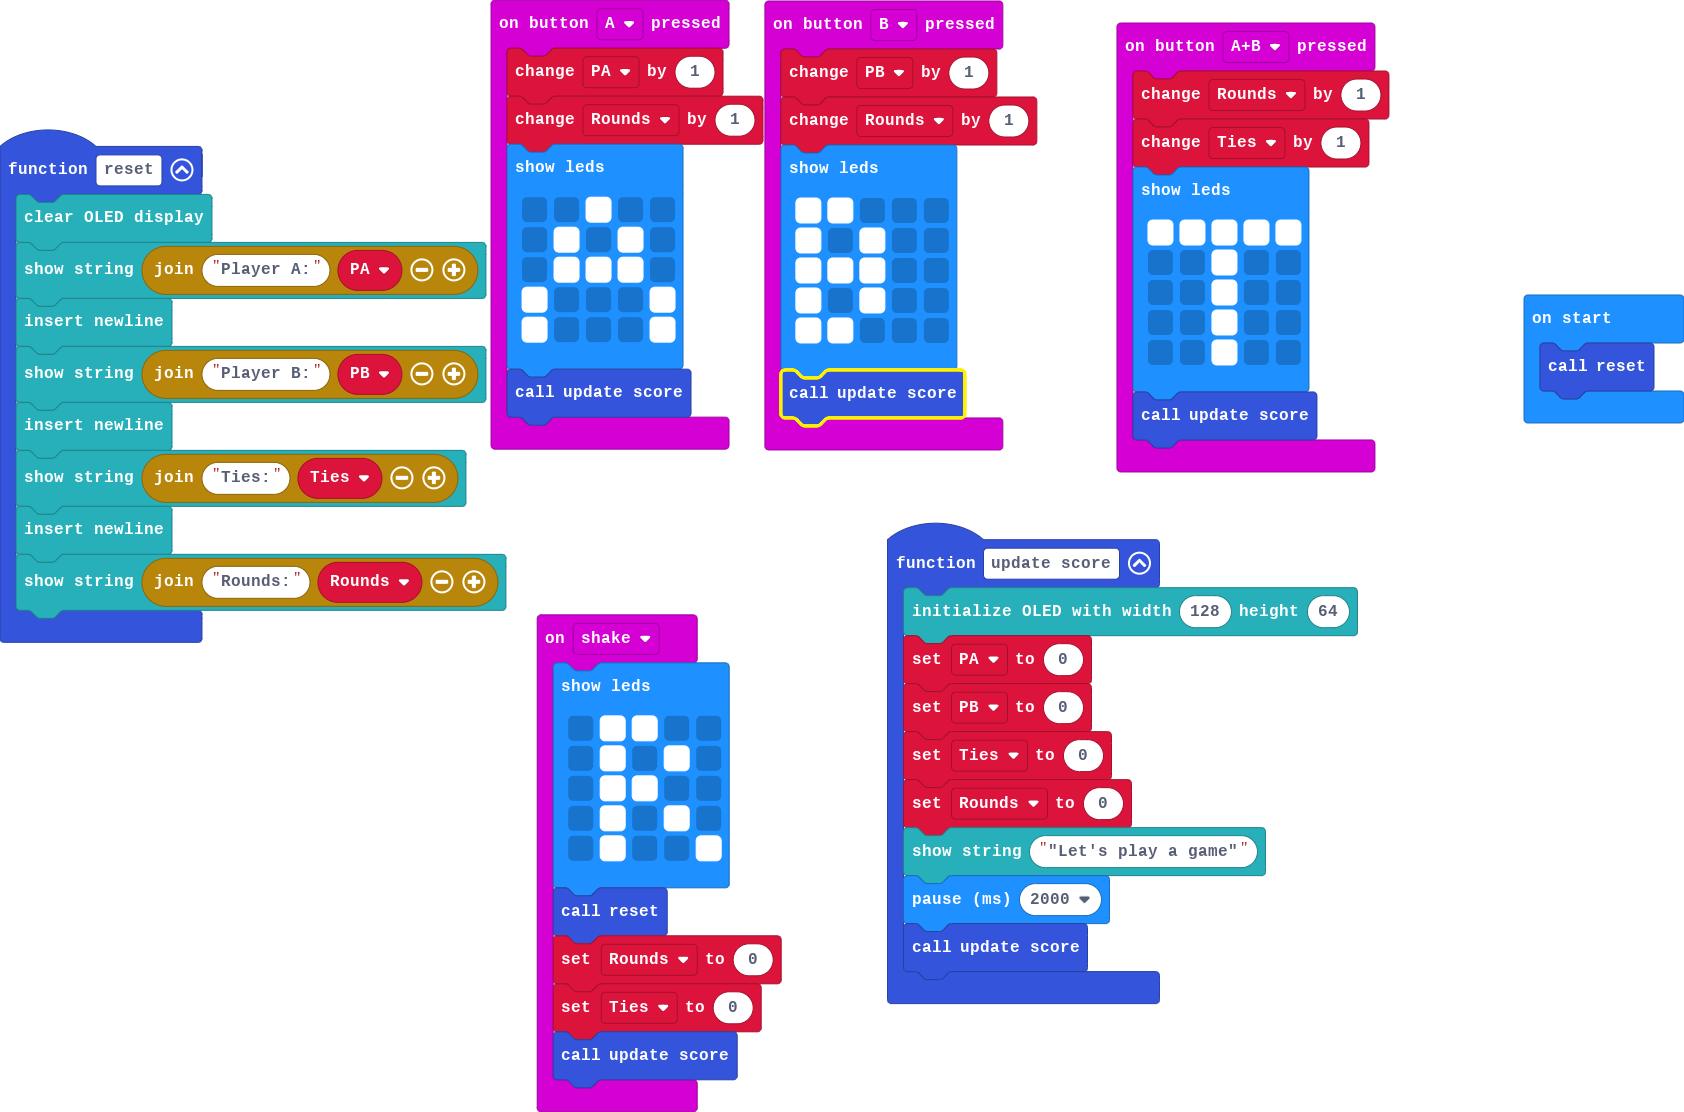 function reset
clear OLED display
show string join "Player A:" PA
insert newline
show string join "Player B:" PB
insert newline
show string join "Ties:" Ties
insert newline
show string join "Rounds:" Rounds
on button A pressed
change PA by 1
change Rounds by 1
show leds
call update score
on button B pressed
change PB by 1
change Rounds by 1
show leds
call update score
on button A+B pressed
change Rounds by 1
change Ties by 1
show leds
call update score
on start
call reset
on shake
show leds
call reset
set Rounds to 0
set Ties to 0
call update score
function update score
initialize OLED with width 128 height 64
set PA to 0
set PB to 0
set Ties to 0
set Rounds to 0
show string ""Let's play a game""
pause (ms) 2000
call update score